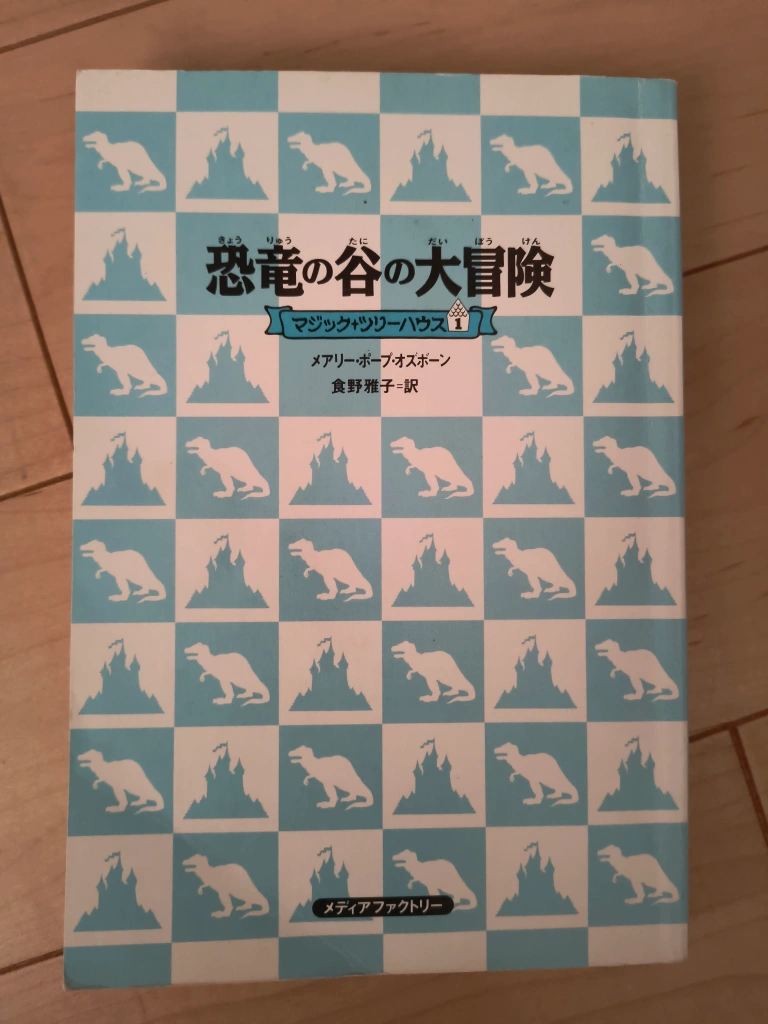 きょう りゅう たに だい ぼう けん
恐竜の谷の大冒険
マジック・ツリーハウス 1
メアリー・ポープ・オズボーン
食野雅子=訳
メディアファクトリー